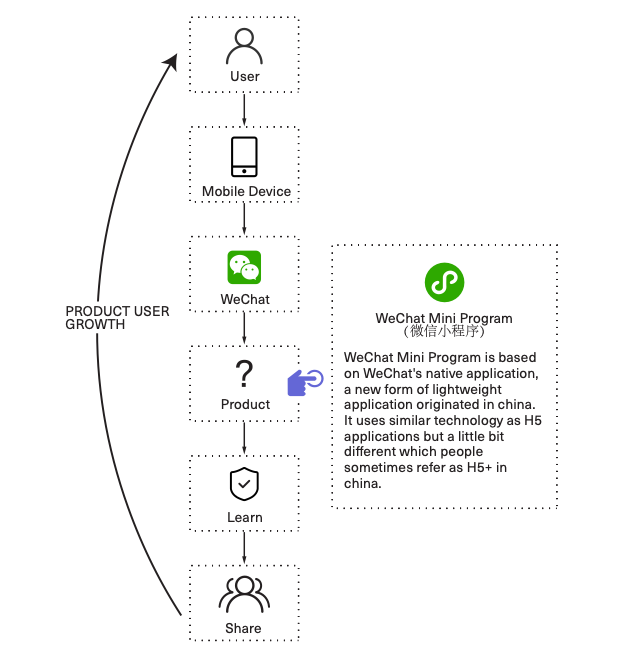 User
Mobile Device
WeChat
PRODUCT USER
GROWTH
?
Product
Learn
Share
WeChat Mini Program
(微信小程序)
WeChat Mini Program is based
on WeChat's native application,
a new form of lightweight
application originated in china.
It uses similar technology as H5
applications but a little bit
different which people
sometimes refer as H5+ in
china.